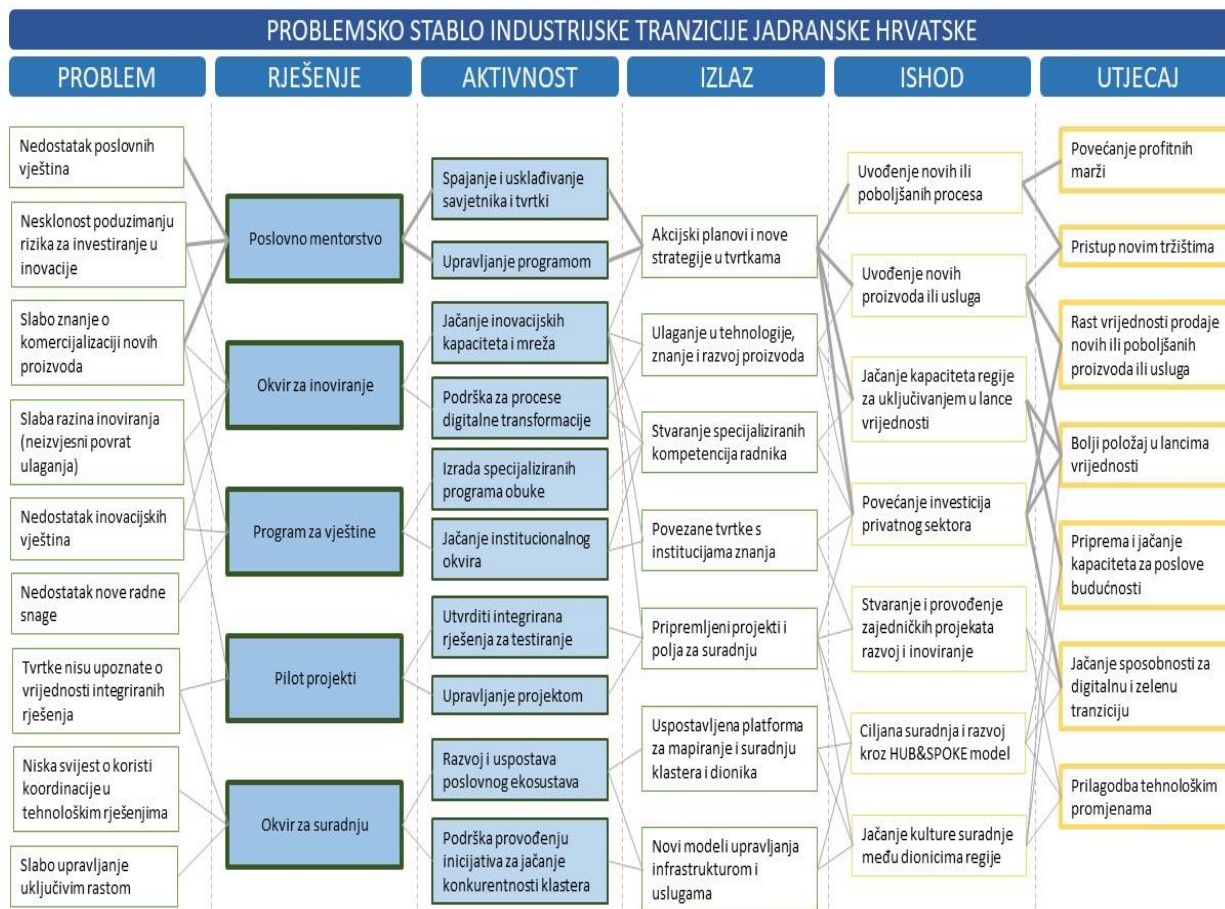 PROBLEMSKO STABLO INDUSTRIJSKE TRANZICIJE JADRANSKE HRVATSKE
PROBLEM
Nedostatak poslovnih
vještina
Nesklonost poduzimanju
rizika za investiranje u
inovacije
Slabo znanje o
komercijalizaciji novih
proizvoda
Slaba razina inoviranja
(neizvjesni povrat
ulaganja)
Nedostatak inovacijskih
vještina
Nedostatak nove radne
snage
Tvrtke nisu upoznate o
vrijednosti integriranih
rješenja
Niska svijest o koristi
koordinacije u
tehnološkim rješenjima
Slabo upravljanje
uključivim rastom
RJEŠENJE
Poslovno mentorstvo
Okvir za inoviranje
Program za vještine
Pilot projekti
Okvir za suradnju
AKTIVNOST
Spajanje i usklađivanje
savjetnika i tvrtki
Upravljanje programom
Jačanje inovacijskih
kapaciteta i mreža
Podrška za procese
digitalne transformacije
Izrada specijaliziranih
programa obuke
Jačanje institucionalnog
okvira
Utvrditi integrirana
rješenja za testiranje
Upravljanje projektom
Razvoj i uspostava
poslovnog ekosustava
Podrška provođenju
inicijativa za jačanje
konkurentnosti klastera
IZLAZ
Akcijski planovi i nove
strategije u tvrtkama
Ulaganje u tehnologije,
znanje i razvoj proizvoda
Stvaranje specijaliziranih
kompetencija radnika
Povezane tvrtke s
institucijama znanja
Pripremljeni projekti i
polja za suradnju
Uspostavljena platforma
za mapiranje i suradnju
klastera i dionika
Novi modeli upravljanja
infrastrukturom i
uslugama
ISHOD
Uvođenje novih ili
poboljšanih procesa
Uvođenje novih
proizvoda ili usluga
Jačanje kapaciteta regije
za uključivanjem u lance
vrijednosti
Povećanje investicija
privatnog sektora
Stvaranje i provođenje
zajedničkih projekata
razvoj i inoviranje
Ciljana suradnja i razvoj
kroz HUB&SPOKE model
Jačanje kulture suradnje
među dionicima regije
UTJECAJ
Povećanje profitnih
marži
Pristup novim tržištima
Rast vrijednosti prodaje
novih ili poboljšanih
proizvoda ili usluga
Bolji položaj u lancima
vrijednosti
Priprema i jačanje
kapaciteta za poslove
budućnosti
Jačanje sposobnosti za
digitalnu i zelenu
tranziciju
Prilagodba tehnološkim
promjenama